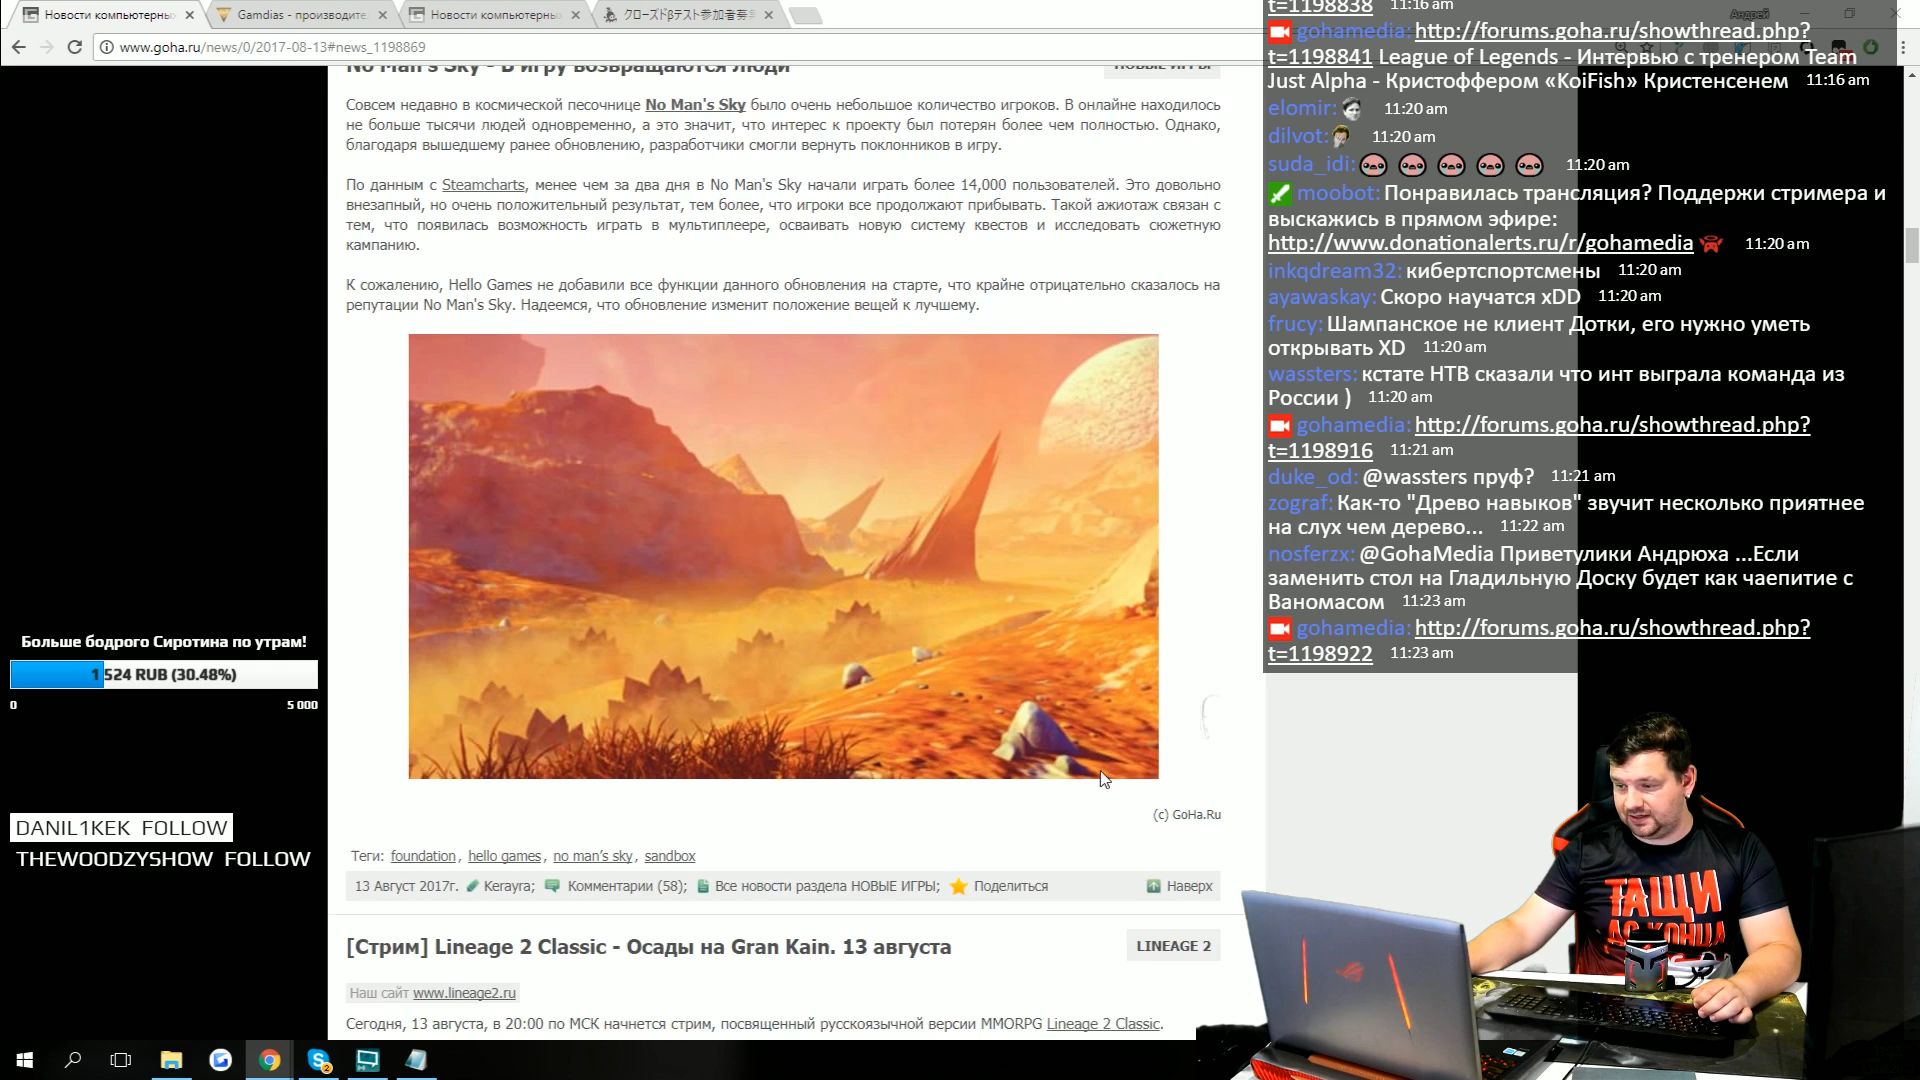 Новости компьютерны
Gamdias - производите
Новости компьютерны
クローズドβテスト参加者募
Андрей
www.goha.ru/news/0/2017-08-13#news_1198869
No Man's Sky - В игру возвращаются люди
НОВЫЕ ИГРЫ
Совсем недавно в космической песочнице No Man's Sky было очень небольшое количество игроков. В онлайне находилось
не больше тысячи людей одновременно, а это значит, что интерес к проекту был потерян более чем полностью. Однако,
благодаря вышедшему ранее обновлению, разработчики смогли вернуть поклонников в игру.
По данным с Steamcharts, менее чем за два дня в No Man's Sky начали играть более 14,000 пользователей. Это довольно
внезапный, но очень положительный результат, тем более, что игроки все продолжают прибывать. Такой ажиотаж связан с
тем, что появилась возможность играть в мультиплеере, осваивать новую систему квестов и исследовать сюжетную
кампанию.
К сожалению, Hello Games не добавили все функции данного обновления на старте, что крайне отрицательно сказалось на
репутации No Man's Sky. Надеемся, что обновление изменит положение вещей к лучшему.
(c) GoHa.Ru
Теги: foundation, hello games, no man's sky, sandbox
13 Август 2017г. Kerayra; Комментарии (58); Все новости раздела НОВЫЕ ИГРЫ; Поделиться
Наверх
[Стрим] Lineage 2 Classic - Осады на Gran Kain. 13 августа
LINEAGE 2
Наш сайт www.lineage2.ru
Сегодня, 13 августа, в 20:00 по МСК начнется стрим, посвященный русскоязычной версии MMORPG Lineage 2 Classic.
Больше бодрого Сиротина по утрам!
1 524 RUB (30.48%)
0
5 000
DANIL1KEK FOLLOW
THEWOODZYSHOW FOLLOW
t=1198838 11:16 am
gohamedia: http://forums.goha.ru/showthread.php?
t=1198841 League of Legends - Интервью с тренером Team
Just Alpha - Кристоффером «KoiFish» Кристенсенем 11:16 am
elomir: 11:20 am
dilvot: 11:20 am
suda_idi: 11:20 am
moobot: Понравилась трансляция? Поддержи стримера и
выскажись в прямом эфире:
http://www.donationalerts.ru/r/gohamedia 11:20 am
inkqdream32: кибертспортсмены 11:20 am
ayawaskay: Скоро научатся xDD 11:20 am
frucy: Шампанское не клиент Дотки, его нужно уметь
открывать XD 11:20 am
wassters: кстате НТВ сказали что инт выграла команда из
России ) 11:20 am
gohamedia: http://forums.goha.ru/showthread.php?
t=1198916 11:21 am
duke_od: @wassters пруф? 11:21 am
zograf: Как-то "Древо навыков" звучит несколько приятнее
на слух чем дерево... 11:22 am
nosferzx: @GohaMedia Приветулики Андрюха ...Если
заменить стол на Гладильную Доску будет как чаепитие с
Ваномасом 11:23 am
gohamedia: http://forums.goha.ru/showthread.php?
t=1198922 11:23 am
ТАЩИ
ДО КОНЦА
2